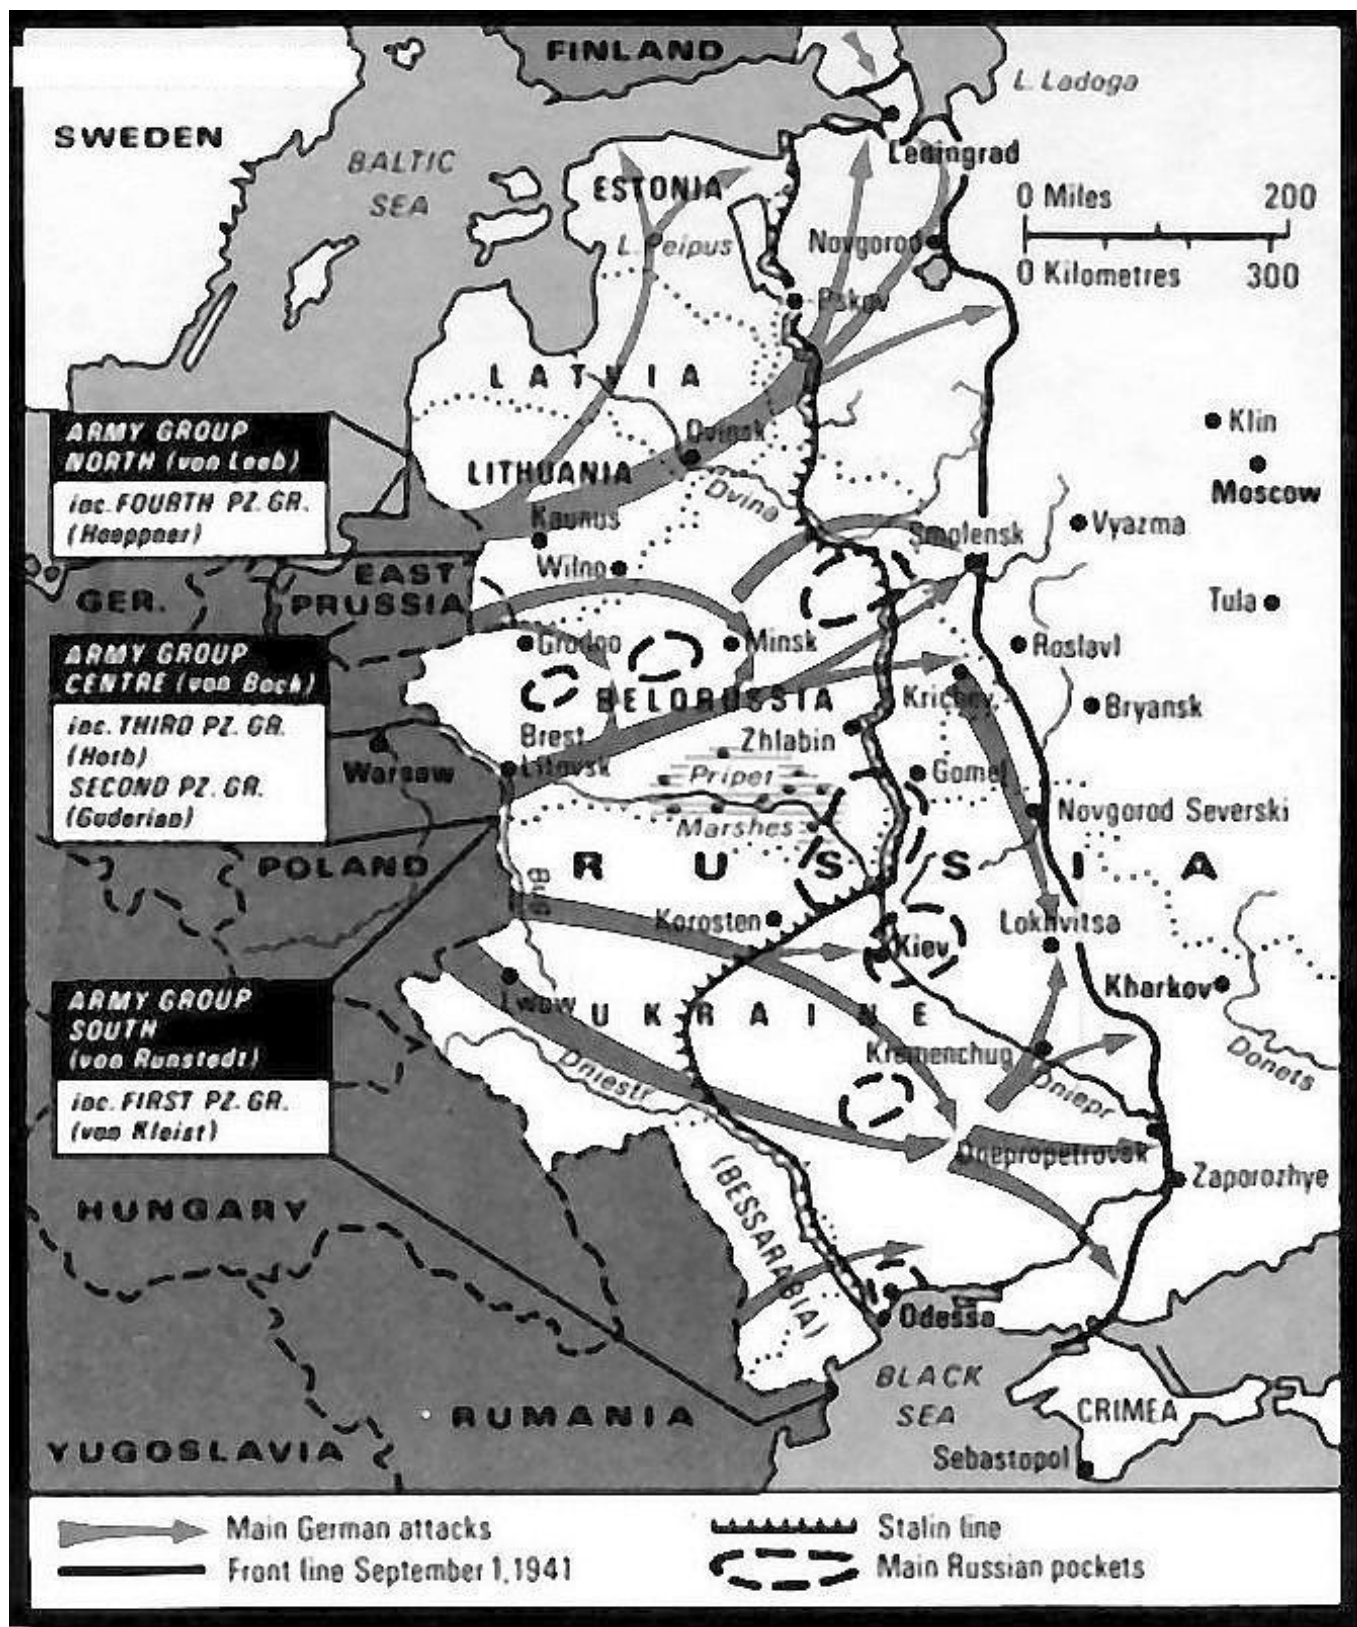 FINLAND
L. Ladoga
SWEDEN
BALTIC
SEA
Leningrad
ESTONIA
0 Miles 200
L. Peipus
Novgorod
0 Kilometres 300
Pskov
LATVIA
Klin
ARMY GROUP
NORTH (von Leeb)
Dvinsk
LITHUANIA
Moscow
inc. FOURTH PZ. GR.
(Hoeppner)
Dvina
Kaunus
Vyazma
Smolensk
Wilno
EAST
PRUSSIA
GER.
Tula
ARMY GROUP
CENTRE (von Bock)
Grodno
Minsk
Roslavl
inc. THIRD PZ. GR.
(Hoth)
SECOND PZ. GR.
(Guderian)
BELORUSSIA
Krichev
Bryansk
Brest
Litovsk
Zhlabin
Warsaw
Pripet
Marshes
Gomel
Novgorod Severski
POLAND
RUSSIA
Bug
Korosten
Kiev
Lokhvitsa
Kharkov
ARMY GROUP
SOUTH
(von Runstedt)
Lwow
UKRAINE
inc. FIRST PZ. GR.
(von Kleist)
Dniestr
Kremenchug
Dniepr
Donets
Dnepropetrovsk
Zaporozhye
HUNGARY
(BESSARABIA)
Odessa
BLACK
SEA
CRIMEA
RUMANIA
YUGOSLAVIA
Sebastopol
Main German attacks
Stalin line
Front line September 1, 1941
Main Russian pockets